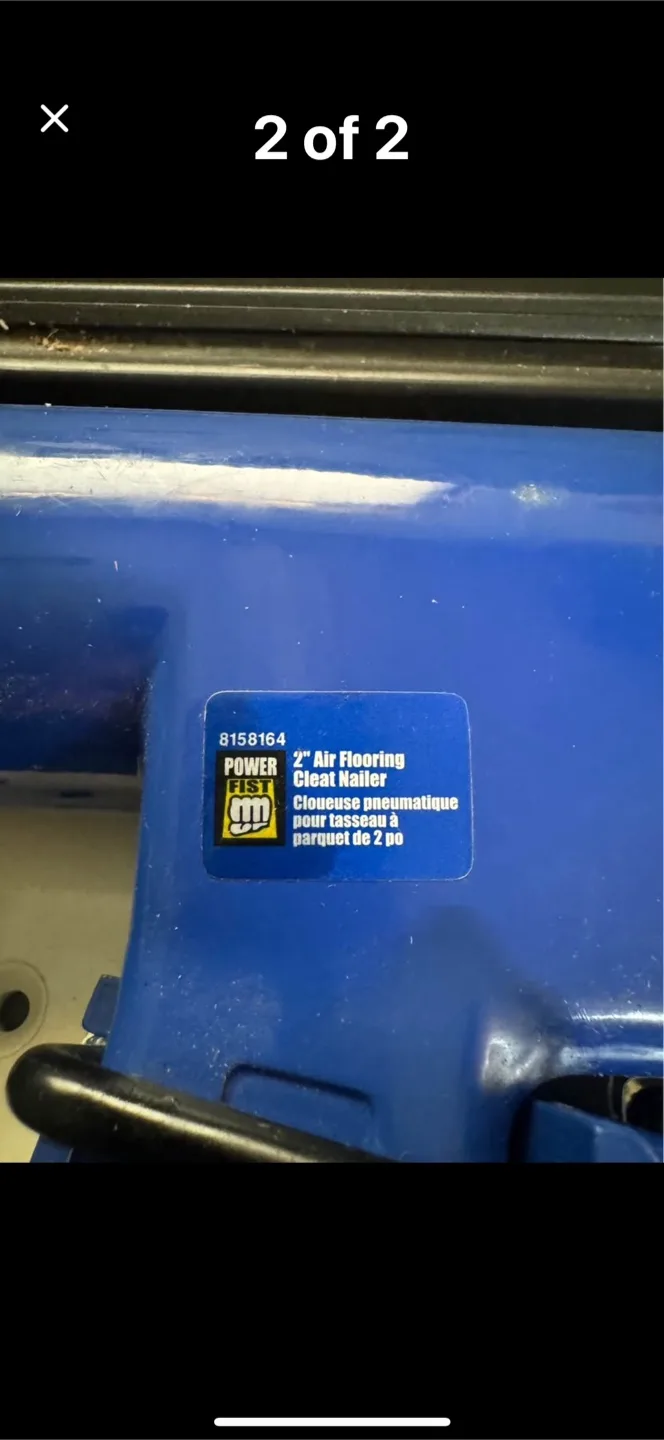 2 of 2
8158164
POWER
FIST
2" Air Flooring
Cleat Nailer
Cloueuse pneumatique
pour tasseau à
parquet de 2 po